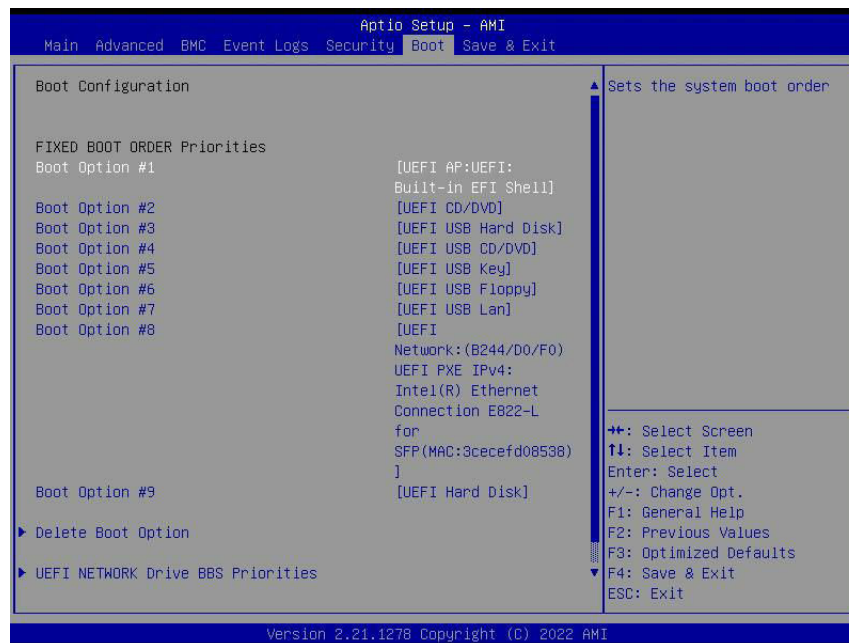 Aptio Setup – AMI
Main Advanced BMC Event Logs Security Boot Save & Exit
Boot Configuration
FIXED BOOT ORDER Priorities
Boot Option #1 [UEFI AP:UEFI:
Built-in EFI Shell]
Boot Option #2 [UEFI CD/DVD]
Boot Option #3 [UEFI USB Hard Disk]
Boot Option #4 [UEFI USB CD/DVD]
Boot Option #5 [UEFI USB Key]
Boot Option #6 [UEFI USB Floppy]
Boot Option #7 [UEFI USB Lan]
Boot Option #8 [UEFI
Network:(B244/D0/F0)
UEFI PXE IPv4:
Intel(R) Ethernet
Connection E822-L
for
SFP(MAC:3cecefd08538)
]
Boot Option #9 [UEFI Hard Disk]
Delete Boot Option
UEFI NETWORK Drive BBS Priorities
Sets the system boot order
→←: Select Screen
↑↓: Select Item
Enter: Select
+/-: Change Opt.
F1: General Help
F2: Previous Values
F3: Optimized Defaults
F4: Save & Exit
ESC: Exit
Version 2.21.1278 Copyright (C) 2022 AMI